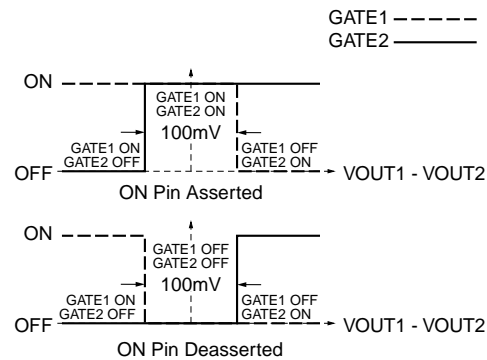 GATE1
GATE2
ON
GATE1 ON
GATE2 ON
100mV
GATE1 ON
GATE2 OFF
GATE1 OFF
GATE2 ON
OFF
VOUT1 - VOUT2
ON Pin Asserted
ON
GATE1 OFF
GATE2 OFF
100mV
GATE1 ON
GATE2 OFF
GATE1 OFF
GATE2 ON
OFF
VOUT1 - VOUT2
ON Pin Deasserted